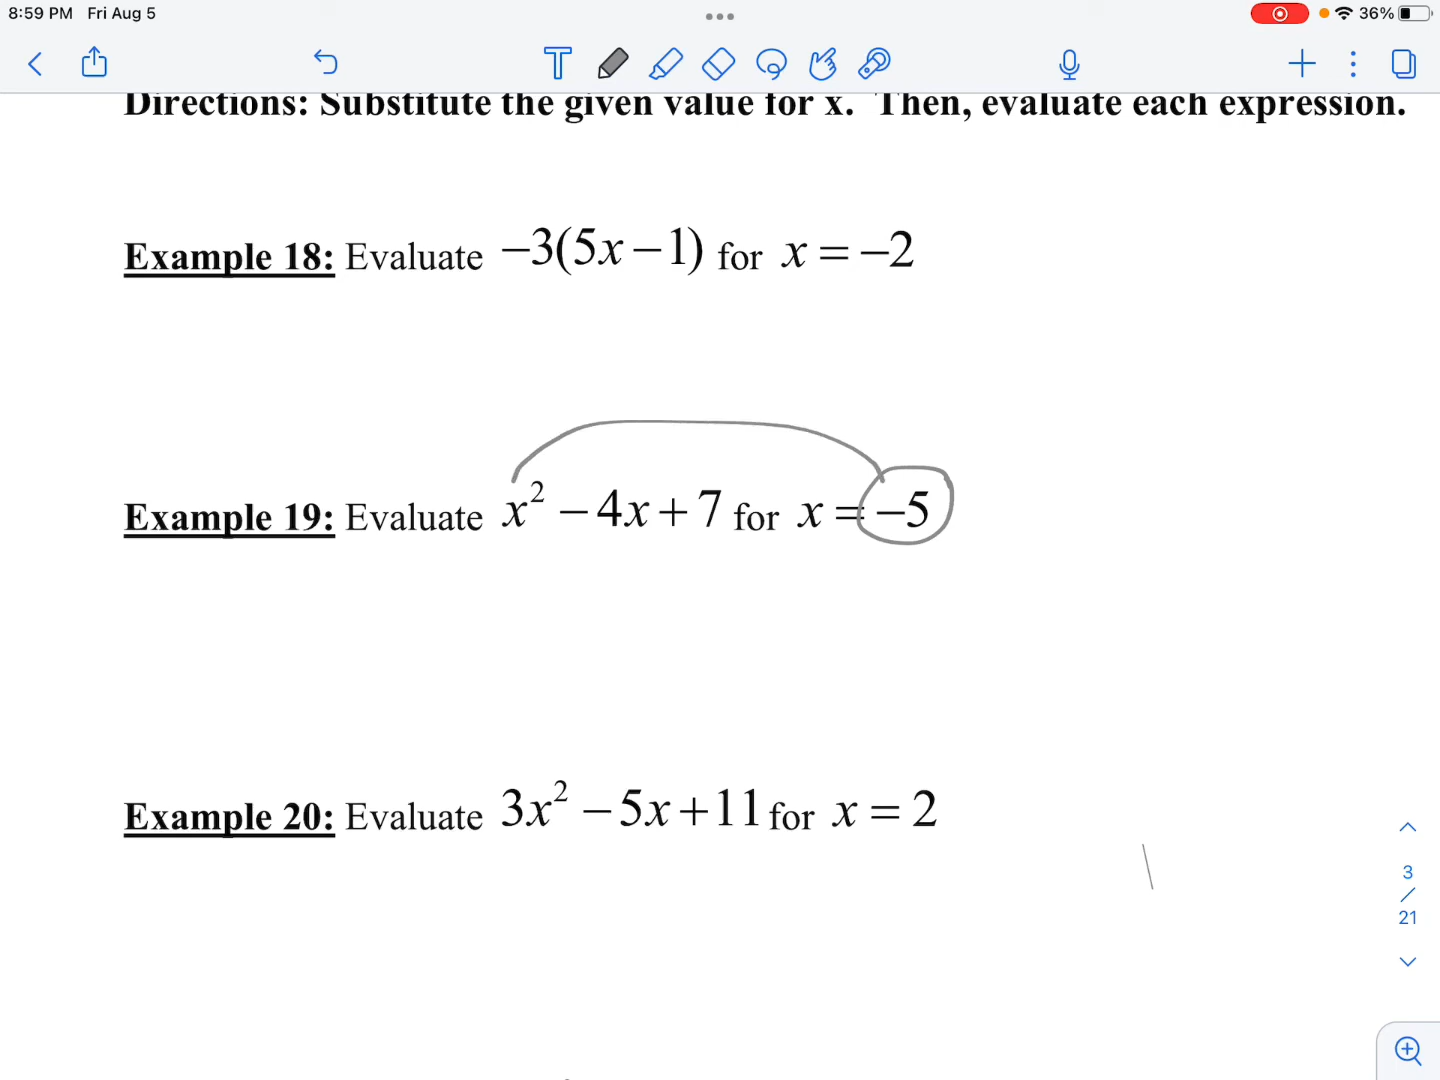 8:59 PM Fri Aug 5 36%
Directions: Substitute the given value for x. Then, evaluate each expression.
Example 18: Evaluate −3(5x−1) for x = −2
Example 19: Evaluate x² − 4x + 7 for x = −5
Example 20: Evaluate 3x² − 5x + 11 for x = 2
3
/
21